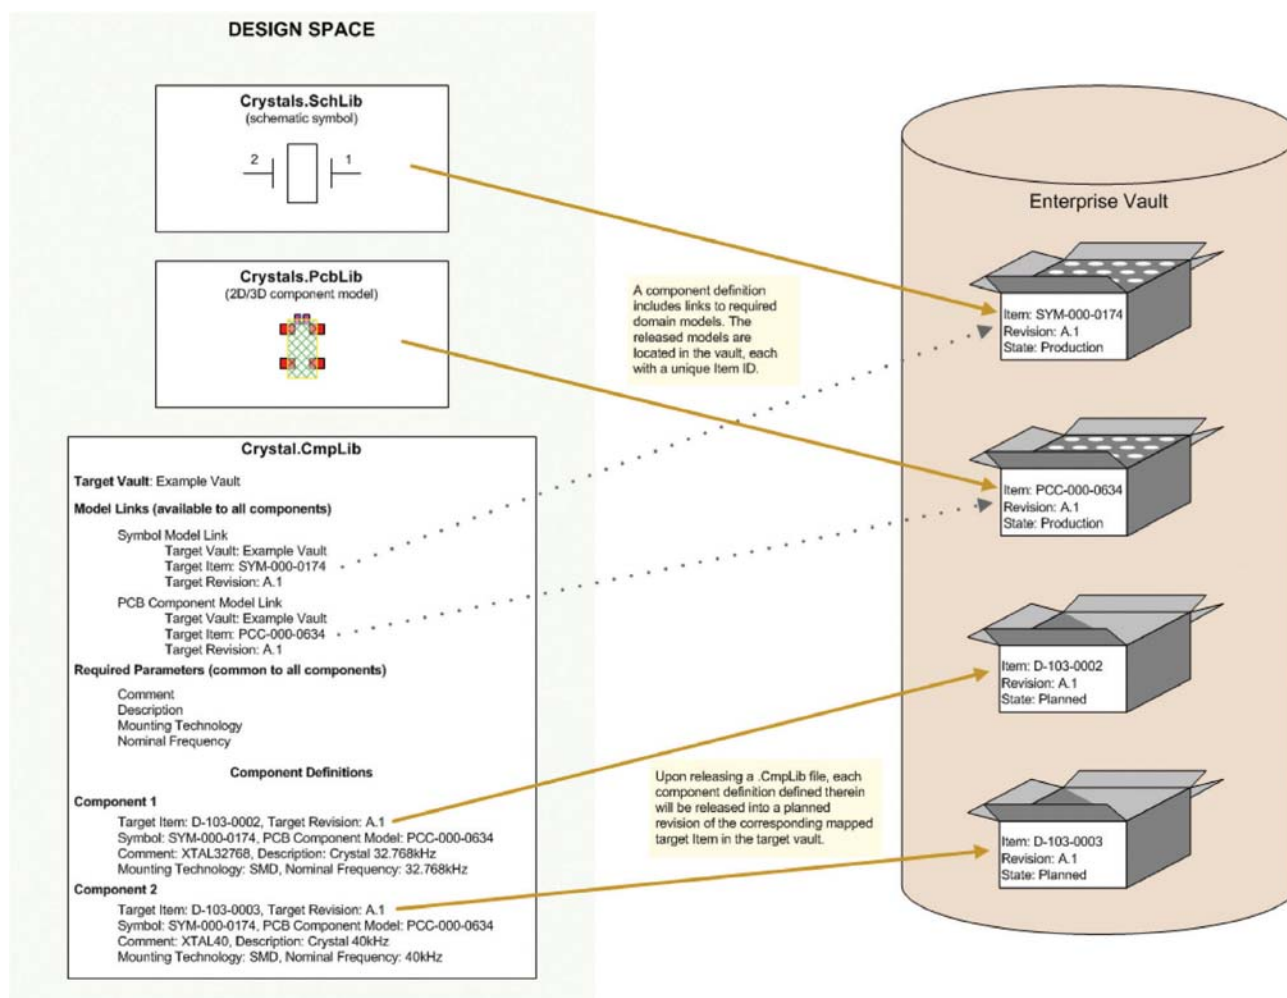 DESIGN SPACE
Crystals.SchLib
(schematic symbol)
2
1
Crystals.PcbLib
(2D/3D component model)
Crystal.CmpLib
Target Vault: Example Vault
Model Links (available to all components)
Symbol Model Link
Target Vault: Example Vault
Target Item: SYM-000-0174
Target Revision: A.1
PCB Component Model Link
Target Vault: Example Vault
Target Item: PCC-000-0634
Target Revision: A.1
Required Parameters (common to all components)
Comment
Description
Mounting Technology
Nominal Frequency
Component Definitions
Component 1
Target Item: D-103-0002, Target Revision: A.1
Symbol: SYM-000-0174, PCB Component Model: PCC-000-0634
Comment: XTAL32768, Description: Crystal 32.768kHz
Mounting Technology: SMD, Nominal Frequency: 32.768kHz
Component 2
Target Item: D-103-0003, Target Revision: A.1
Symbol: SYM-000-0174, PCB Component Model: PCC-000-0634
Comment: XTAL40, Description: Crystal 40kHz
Mounting Technology: SMD, Nominal Frequency: 40kHz
A component definition
includes links to required
domain models. The
released models are
located in the vault, each
with a unique Item ID.
Upon releasing a .CmpLib file, each
component definition defined therein
will be released into a planned
revision of the corresponding mapped
target Item in the target vault.
Enterprise Vault
Item: SYM-000-0174
Revision: A.1
State: Production
Item: PCC-000-0634
Revision: A.1
State: Production
Item: D-103-0002
Revision: A.1
State: Planned
Item: D-103-0003
Revision: A.1
State: Planned